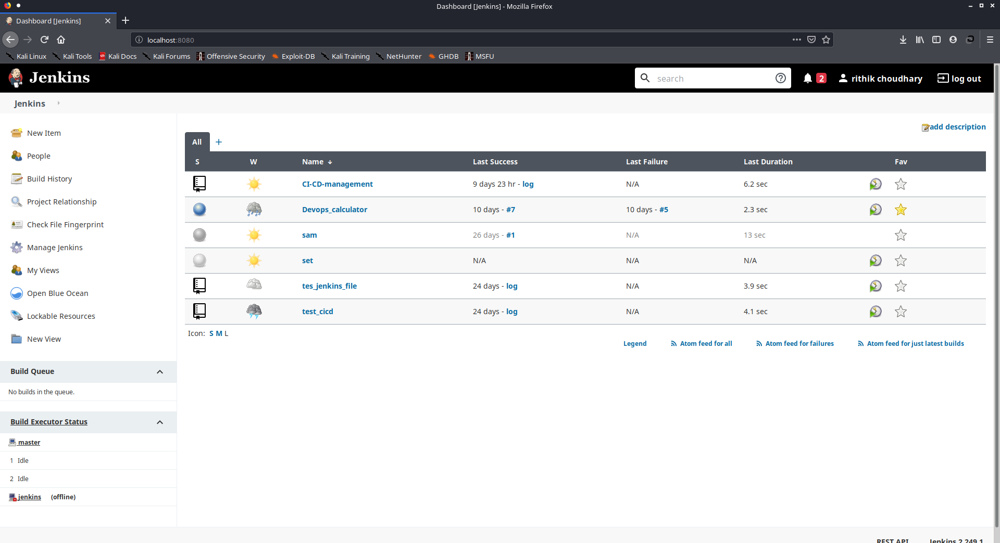 Dashboard [Jenkins] - Mozilla Firefox
Dashboard [Jenkins]
localhost:8080
Kali Linux Kali Tools Kali Docs Kali Forums Offensive Security Exploit-DB Kali Training NetHunter GHDB MSFU
Jenkins search 2 rithik choudhary log out
Jenkins
New Item
People
Build History
Project Relationship
Check File Fingerprint
Manage Jenkins
My Views
Open Blue Ocean
Lockable Resources
New View
Build Queue
No builds in the queue.
Build Executor Status
master
1 Idle
2 Idle
jenkins (offline)
add description
All +
S W Name ↓ Last Success Last Failure Last Duration Fav
CI-CD-management 9 days 23 hr - log N/A 6.2 sec
Devops_calculator 10 days - #7 10 days - #5 2.3 sec
sam 26 days - #1 N/A 13 sec
set N/A N/A N/A
tes_jenkins_file 24 days - log N/A 3.9 sec
test_cicd 24 days - log N/A 4.1 sec
Icon: S M L
Legend Atom feed for all Atom feed for failures Atom feed for just latest builds
REST API Jenkins 2.249.1